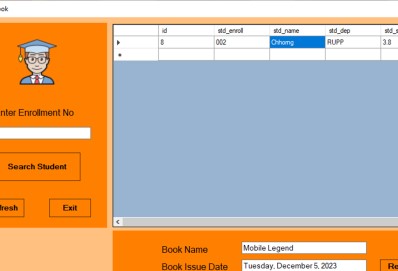 ook
id std_enroll std_name std_dep std_s
8 002 Chhorng RUPP 3.8
nter Enrollment No
Search Student
fresh Exit
Book Name Mobile Legend
Book Issue Date Tuesday, December 5, 2023 Re